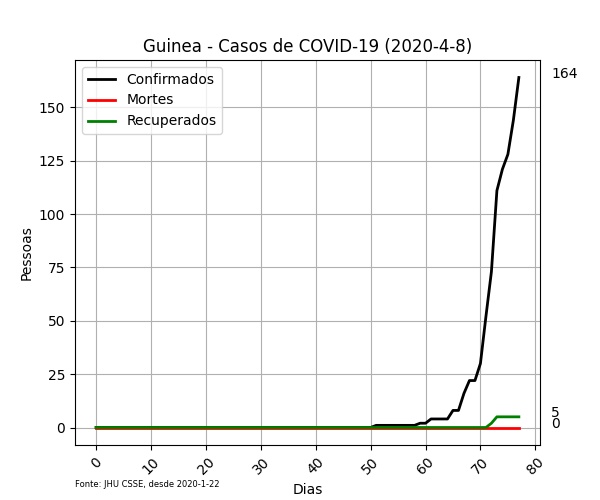 Guinea - Casos de COVID-19 (2020-4-8)
Confirmados
Mortes
Recuperados
164
150
125
100
75
50
25
0
5
0
Pessoas
0
10
20
30
40
50
60
70
80
Fonte: JHU CSSE, desde 2020-1-22
Dias